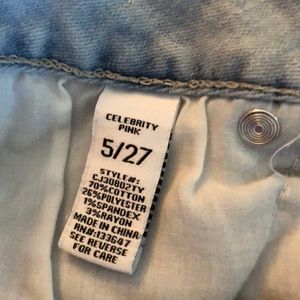 CELEBRITY
PINK
5/27
STYLE#:
CJ30802TY
70%COTTON
26%POLYESTER
1%SPANDEX
3%RAYON
MADE IN CHINA
RN#:133647
SEE REVERSE
FOR CARE